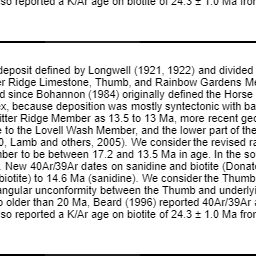 so reported a K/Ar age on biotite of 24.3 ± 1.0 Ma from
deposit defined by Longwell (1921, 1922) and divided
er Ridge Limestone, Thumb, and Rainbow Gardens Me
d since Bohannon (1984) originally defined the Horse
ex, because deposition was mostly syntectonic with ba
itter Ridge Member as 13.5 to 13 Ma, more recent geo
e to the Lovell Wash Member, and the lower part of the
0, Lamb and others, 2005). We consider the revised ra
mber to be between 17.2 and 13.5 Ma in age. In the so
. New 40Ar/39Ar dates on sanidine and biotite (Donat
biotite) to 14.6 Ma (sanidine). We consider the Thumb
angular unconformity between the Thumb and underlyi
o older than 20 Ma, Beard (1996) reported 40Ar/39Ar a
so reported a K/Ar age on biotite of 24.3 ± 1.0 Ma from